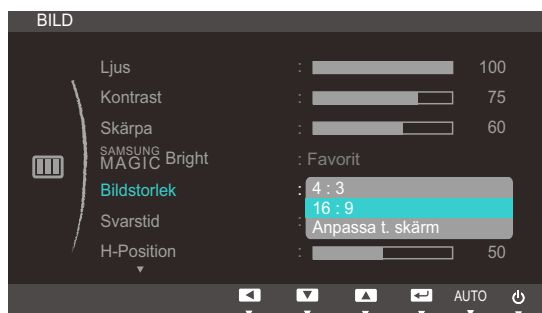 BILD
Ljus : 100
Kontrast : 75
Skärpa : 60
SAMSUNG MAGIC Bright : Favorit
Bildstorlek : 4 : 3
16 : 9
Svarstid :
Anpassa t. skärm
H-Position : 50
AUTO